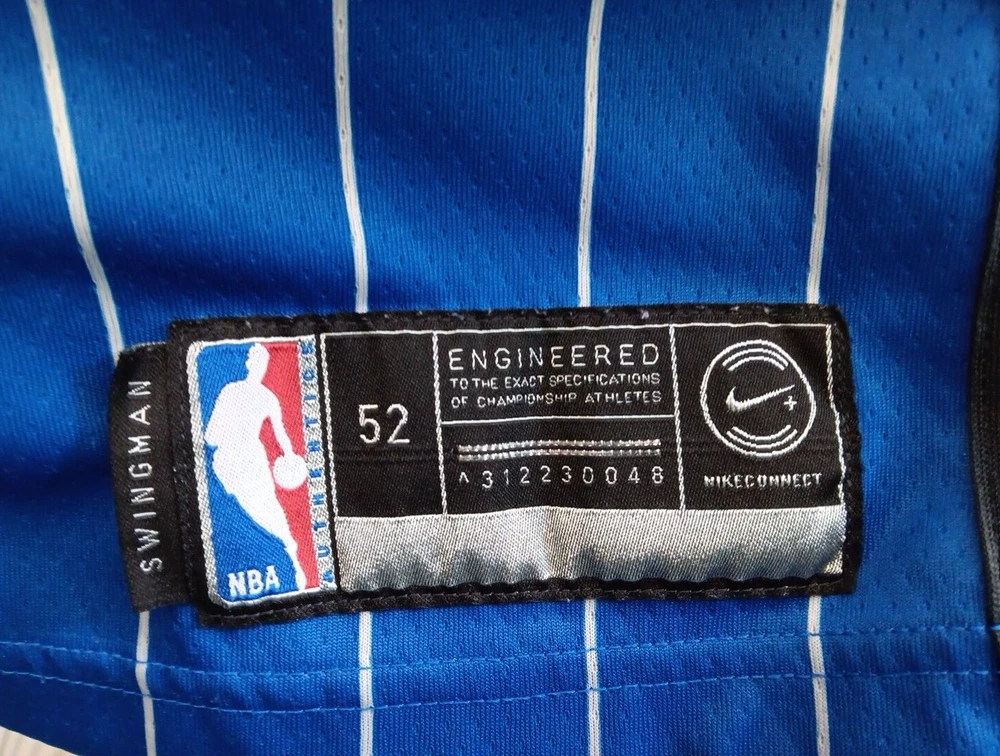 SWINGMAN
NBA
AUTHENTICS
52
ENGINEERED
TO THE EXACT SPECIFICATIONS
OF CHAMPIONSHIP ATHLETES
^312230048
NIKECONNECT